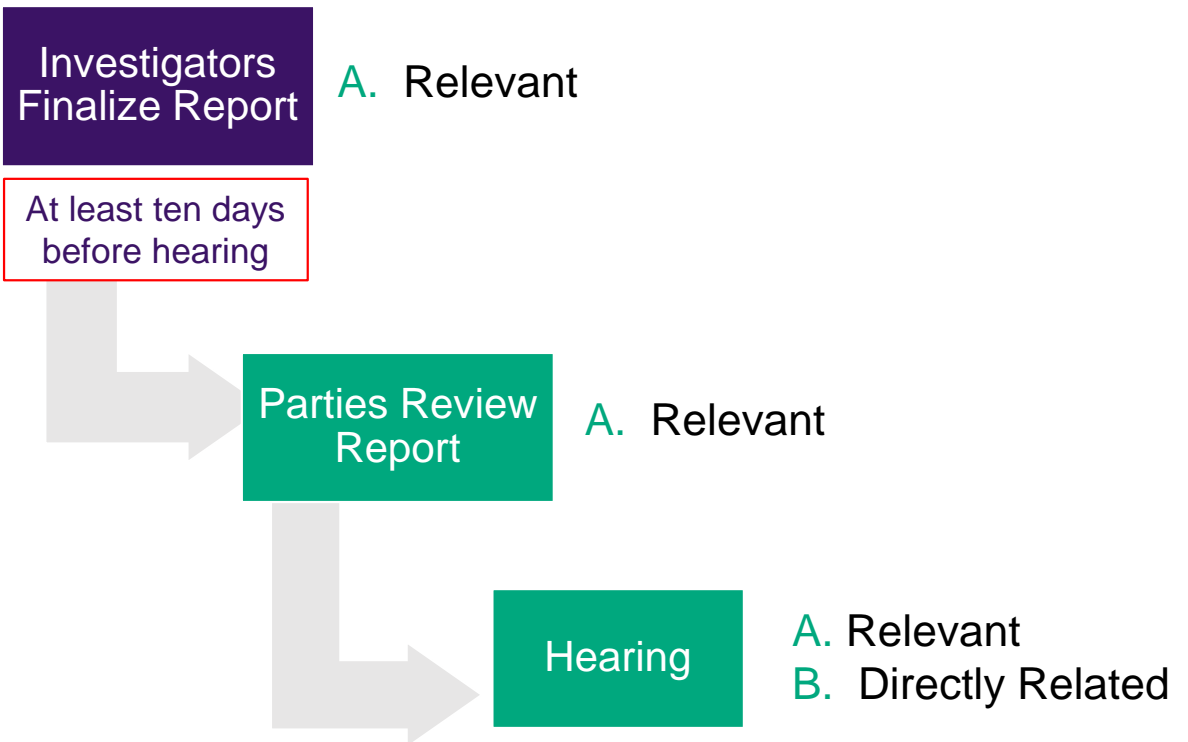 Investigators
Finalize Report
A. Relevant
At least ten days
before hearing
Parties Review
Report
A. Relevant
Hearing
A. Relevant
B. Directly Related